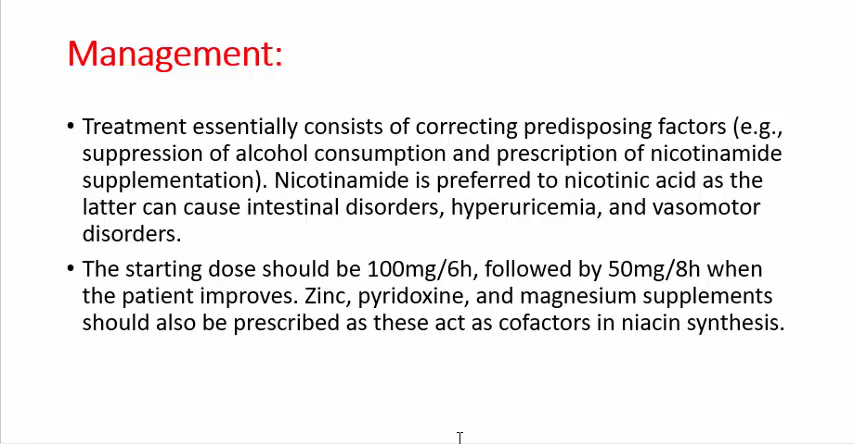 Management:
• Treatment essentially consists of correcting predisposing factors (e.g.,
suppression of alcohol consumption and prescription of nicotinamide
supplementation). Nicotinamide is preferred to nicotinic acid as the
latter can cause intestinal disorders, hyperuricemia, and vasomotor
disorders.
• The starting dose should be 100mg/6h, followed by 50mg/8h when
the patient improves. Zinc, pyridoxine, and magnesium supplements
should also be prescribed as these act as cofactors in niacin synthesis.